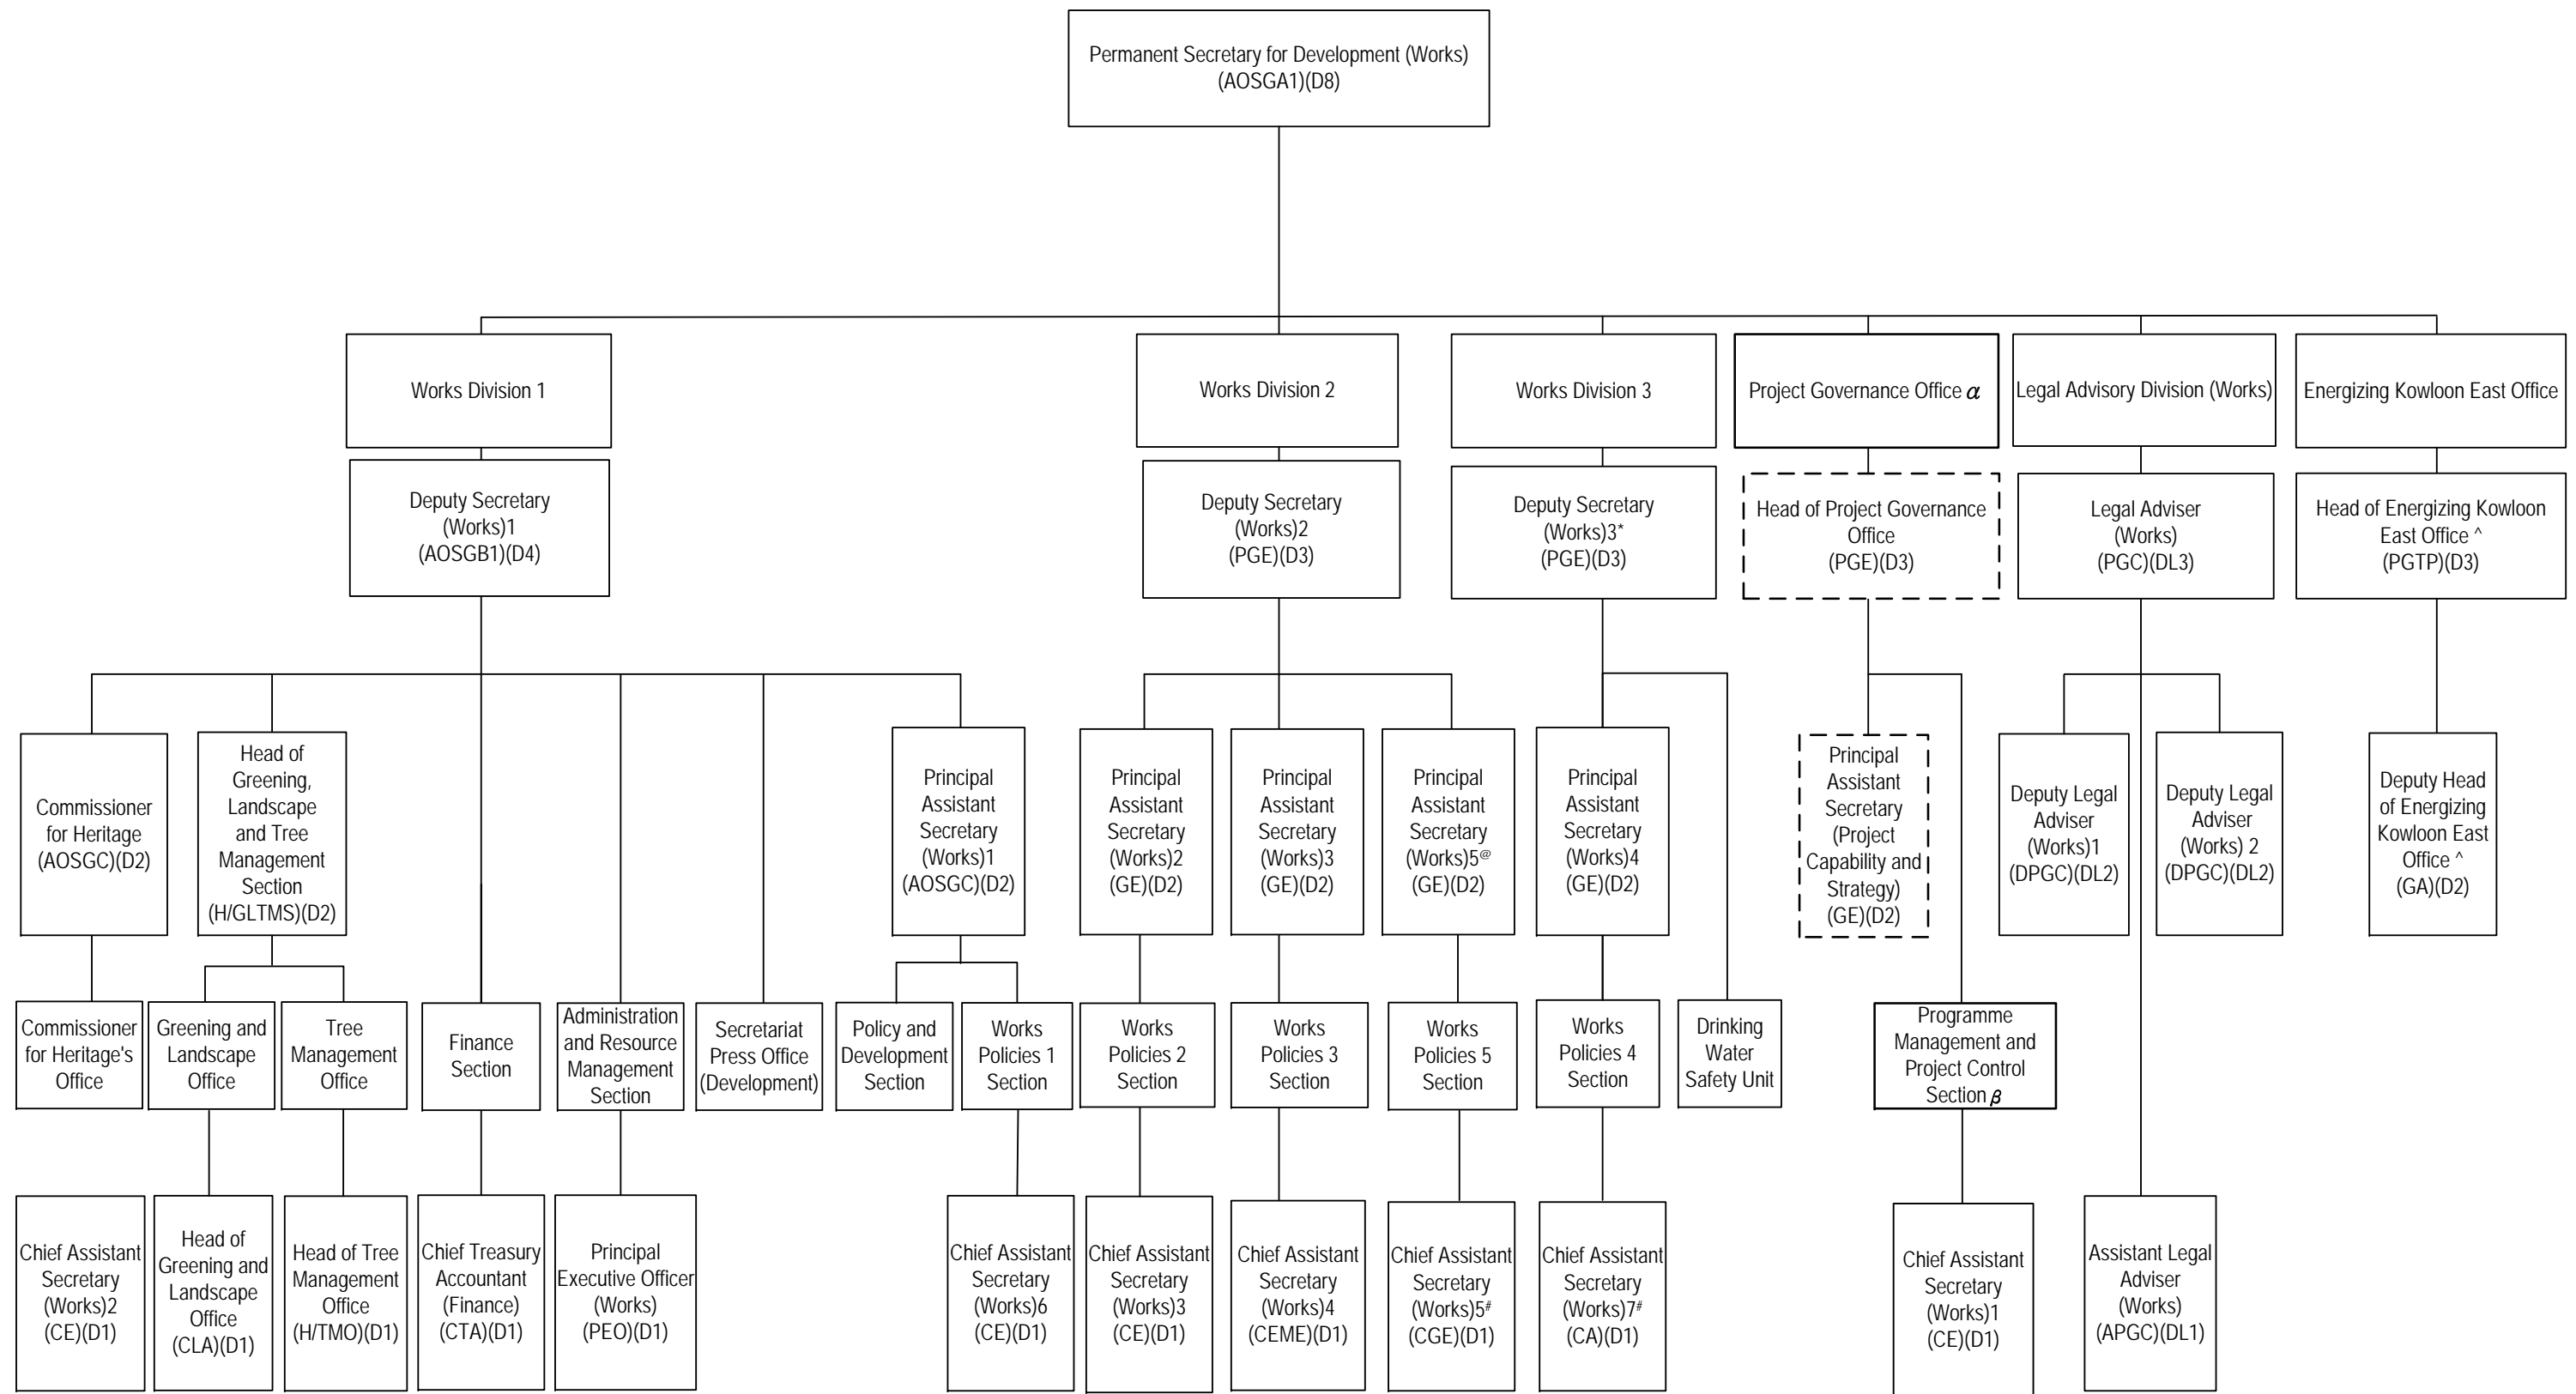 Permanent Secretary for Development (Works)
(AOSGA1)(D8)
Works Division 1
Works Division 2
Works Division 3
Project Governance Office α
Legal Advisory Division (Works)
Energizing Kowloon East Office
Deputy Secretary
(Works)1
(AOSGB1)(D4)
Deputy Secretary
(Works)2
(PGE)(D3)
Deputy Secretary
(Works)3*
(PGE)(D3)
Head of Project Governance
Office
(PGE)(D3)
Legal Adviser
(Works)
(PGC)(DL3)
Head of Energizing Kowloon
East Office ^
(PGTP)(D3)
Commissioner
for Heritage
(AOSGC)(D2)
Head of
Greening,
Landscape
and Tree
Management
Section
(H/GLTMS)(D2)
Principal
Assistant
Secretary
(Works)1
(AOSGC)(D2)
Principal
Assistant
Secretary
(Works)2
(GE)(D2)
Principal
Assistant
Secretary
(Works)3
(GE)(D2)
Principal
Assistant
Secretary
(Works)5@
(GE)(D2)
Principal
Assistant
Secretary
(Works)4
(GE)(D2)
Principal
Assistant
Secretary
(Project
Capability and
Strategy)
(GE)(D2)
Deputy Legal
Adviser
(Works)1
(DPGC)(DL2)
Deputy Legal
Adviser
(Works) 2
(DPGC)(DL2)
Deputy Head
of Energizing
Kowloon East
Office ^
(GA)(D2)
Commissioner
for Heritage's
Office
Greening and
Landscape
Office
Tree
Management
Office
Finance
Section
Administration
and Resource
Management
Section
Secretariat
Press Office
(Development)
Policy and
Development
Section
Works
Policies 1
Section
Works
Policies 2
Section
Works
Policies 3
Section
Works
Policies 5
Section
Works
Policies 4
Section
Drinking
Water
Safety Unit
Programme
Management and
Project Control
Section β
Chief Assistant
Secretary
(Works)2
(CE)(D1)
Head of
Greening and
Landscape
Office
(CLA)(D1)
Head of Tree
Management
Office
(H/TMO)(D1)
Chief Treasury
Accountant
(Finance)
(CTA)(D1)
Principal
Executive Officer
(Works)
(PEO)(D1)
Chief Assistant
Secretary
(Works)6
(CE)(D1)
Chief Assistant
Secretary
(Works)3
(CE)(D1)
Chief Assistant
Secretary
(Works)4
(CEME)(D1)
Chief Assistant
Secretary
(Works)5#
(CGE)(D1)
Chief Assistant
Secretary
(Works)7#
(CA)(D1)
Chief Assistant
Secretary
(Works)1
(CE)(D1)
Assistant Legal
Adviser
(Works)
(APGC)(DL1)